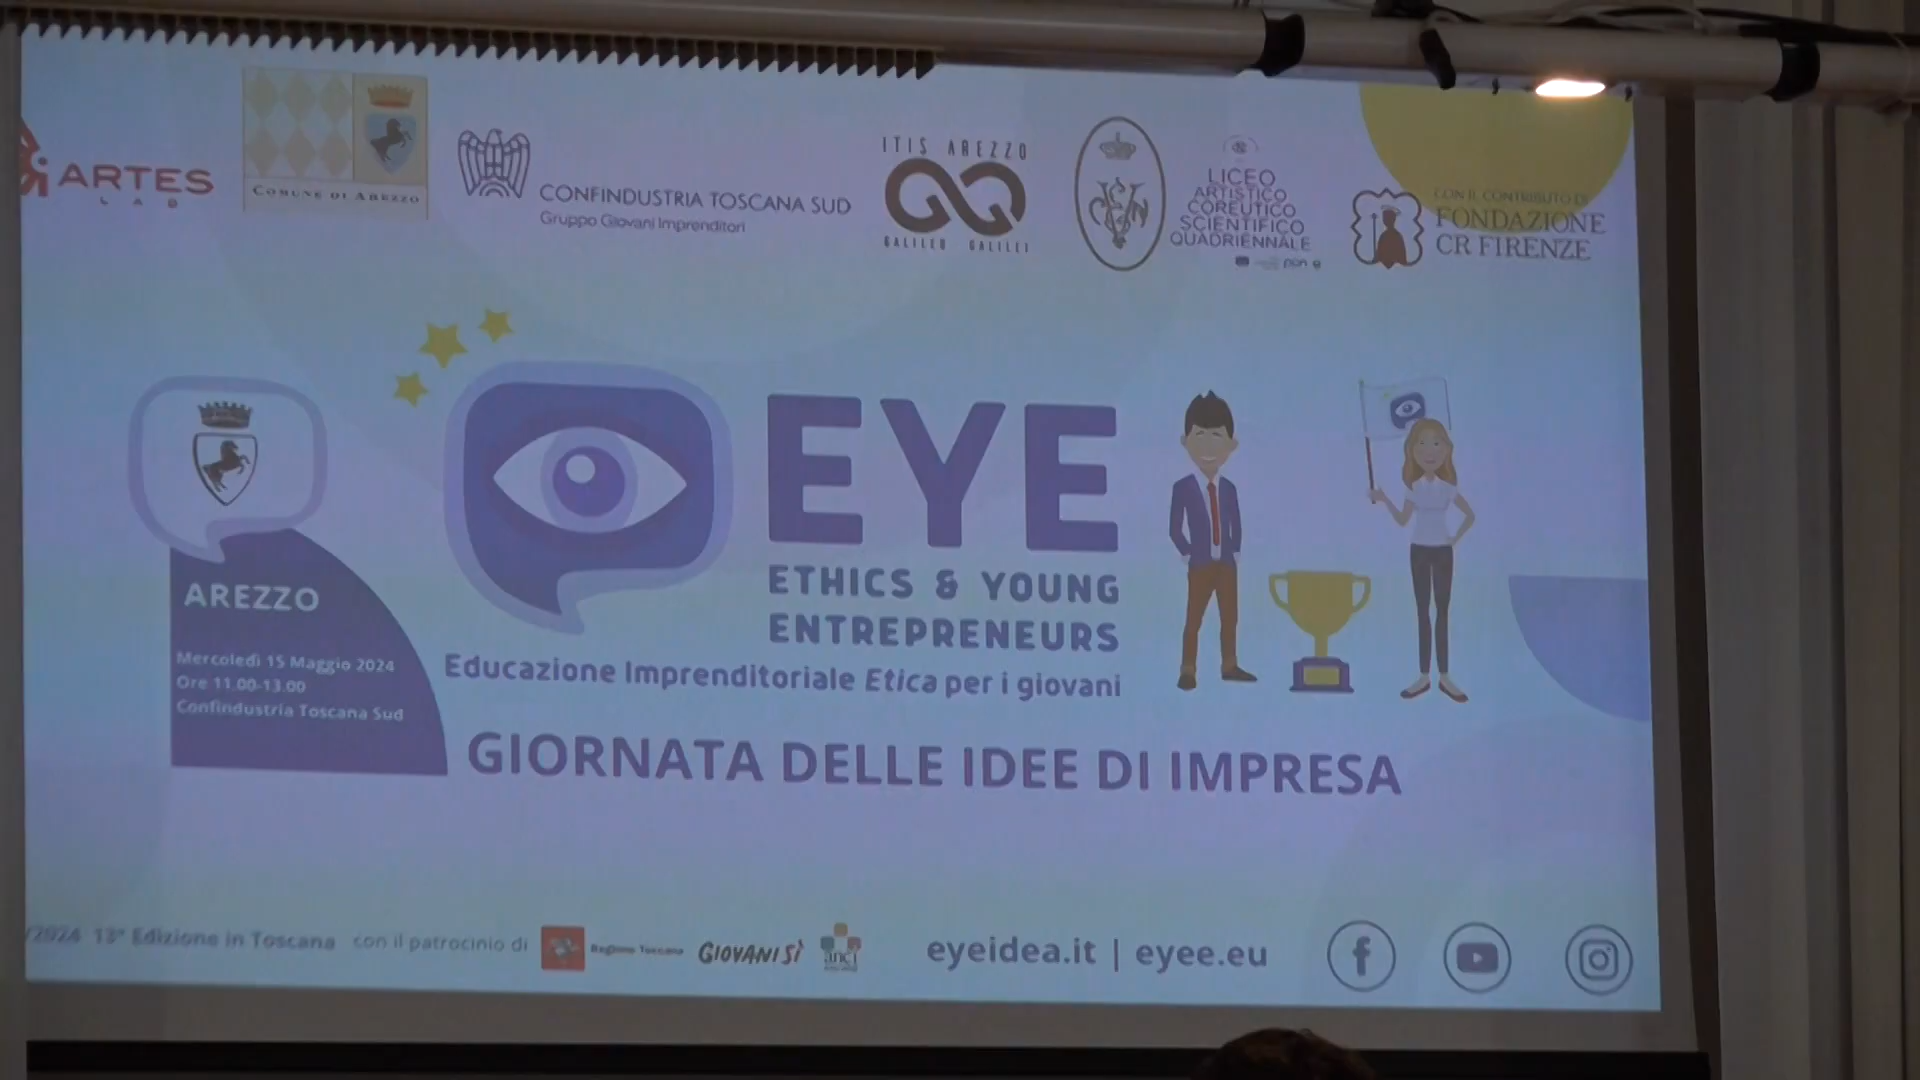 ARTES
LAB
COMUNE DI AREZZO
CONFINDUSTRIA TOSCANA SUD
Gruppo Giovani Imprenditori
ITIS AREZZO
GALILEO GALILEI
LICEO
ARTISTICO
COREUTICO
SCIENTIFICO
QUADRIENNALE
pon
CON IL CONTRIBUTO DI
FONDAZIONE
CR FIRENZE
EYE
ETHICS & YOUNG
ENTREPRENEURS
Educazione Imprenditoriale Etica per i giovani
AREZZO
Mercoledì 15 Maggio 2024
Ore 11.00-13.00
Confindustria Toscana Sud
GIORNATA DELLE IDEE DI IMPRESA
/2024 13ª Edizione in Toscana con il patrocinio di
Regione Toscana
GIOVANISÌ
anci
eyeidea.it | eyee.eu